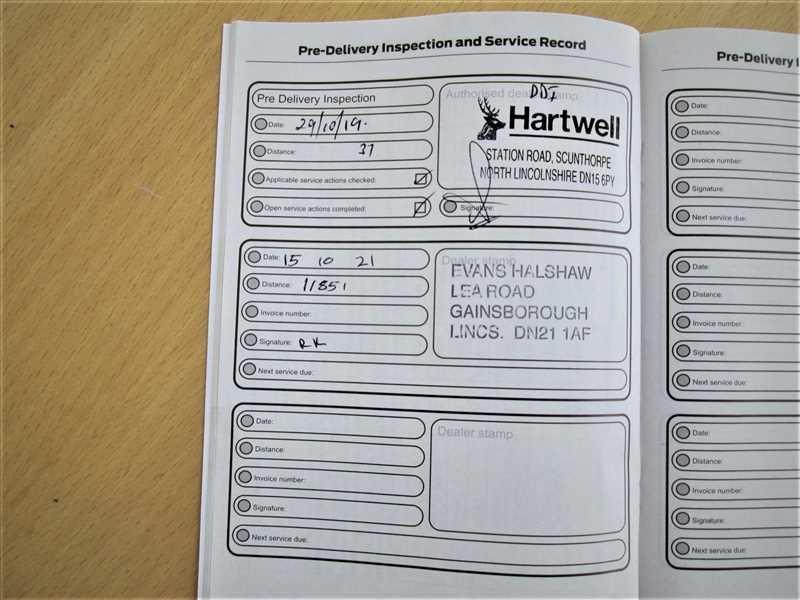 Pre-Delivery Inspection and Service Record
Pre Delivery Inspection
Date: 29/10/19.
Distance: 37
Applicable service actions checked:
Open service actions completed:
Authorised dealer stamp
Hartwell
STATION ROAD, SCUNTHORPE
NORTH LINCOLNSHIRE DN15 6PY
Signature:
Date: 15 10 21
Distance: 11851
Invoice number:
Signature: RK
Next service due:
Dealer stamp
EVANS HALSHAW
LEA ROAD
GAINSBOROUGH
LINCS. DN21 1AF
Date:
Distance:
Invoice number:
Signature:
Next service due:
Dealer stamp
Pre-Delivery
Date:
Distance:
Invoice number:
Signature:
Next service due:
Date:
Distance:
Invoice number:
Signature:
Next service due:
Date:
Distance:
Invoice number:
Signature:
Next service due: